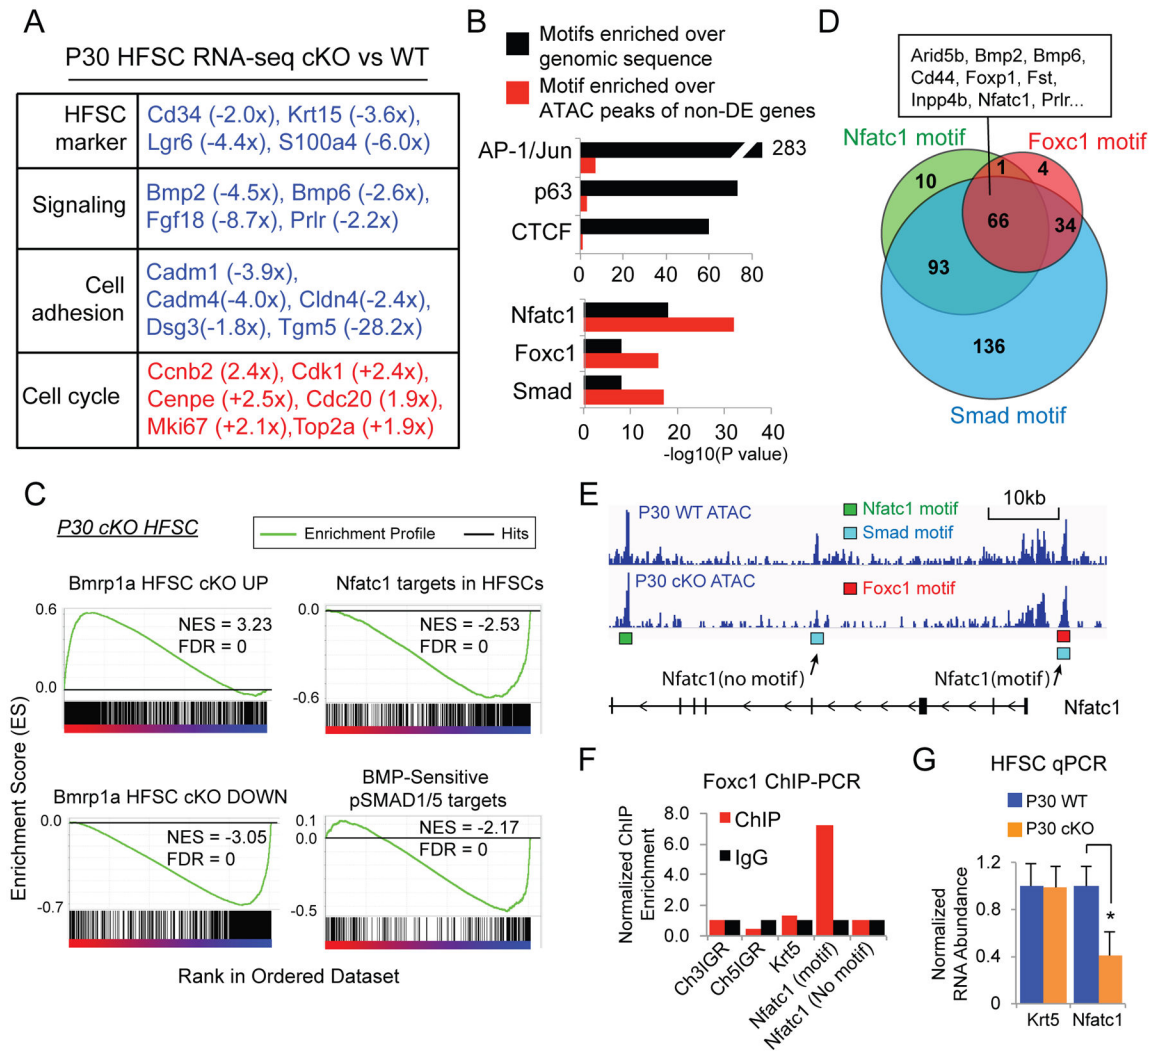 A
P30 HFSC RNA-seq cKO vs WT
HFSC marker
Cd34 (-2.0x), Krt15 (-3.6x),
Lgr6 (-4.4x), S100a4 (-6.0x)
Signaling
Bmp2 (-4.5x), Bmp6 (-2.6x),
Fgf18 (-8.7x), Prlr (-2.2x)
Cell adhesion
Cadm1 (-3.9x),
Cadm4(-4.0x), Cldn4(-2.4x),
Dsg3(-1.8x), Tgm5 (-28.2x)
Cell cycle
Ccnb2 (2.4x), Cdk1 (+2.4x),
Cenpe (+2.5x), Cdc20 (1.9x),
Mki67 (+2.1x),Top2a (+1.9x)
B
Motifs enriched over
genomic sequence
Motif enriched over
ATAC peaks of non-DE genes
AP-1/Jun
283
p63
CTCF
0 20 40 60 80
Nfatc1
Foxc1
Smad
0 10 20 30 40
-log10(P value)
D
Arid5b, Bmp2, Bmp6,
Cd44, Foxp1, Fst,
Inpp4b, Nfatc1, Prlr...
Nfatc1 motif
Foxc1 motif
10
1
4
66
34
93
136
Smad motif
C
P30 cKO HFSC
Enrichment Profile
Hits
Enrichment Score (ES)
Bmrp1a HFSC cKO UP
0.6
NES = 3.23
FDR = 0
0.0
Nfatc1 targets in HFSCs
0.0
NES = -2.53
FDR = 0
-0.6
Bmrp1a HFSC cKO DOWN
0.0
NES = -3.05
FDR = 0
-0.7
BMP-Sensitive
pSMAD1/5 targets
0.1
0.0
NES = -2.17
FDR = 0
-0.5
Rank in Ordered Dataset
E
10kb
P30 WT ATAC
Nfatc1 motif
Smad motif
P30 cKO ATAC
Foxc1 motif
Nfatc1(no motif)
Nfatc1(motif)
Nfatc1
F
Foxc1 ChIP-PCR
Normalized ChIP
Enrichment
8.0
6.0
4.0
2.0
0.0
ChIP
IgG
Ch3IGR
Ch5IGR
Krt5
Nfatc1 (motif)
Nfatc1 (No motif)
G
HFSC qPCR
P30 WT
P30 cKO
Normalized
RNA Abundance
1.2
0.8
0.4
0
*
Krt5
Nfatc1